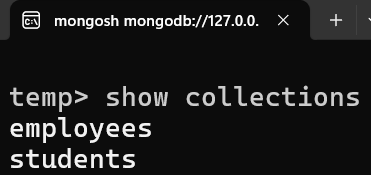 mongosh mongodb://127.0.0.
temp> show collections
employees
students